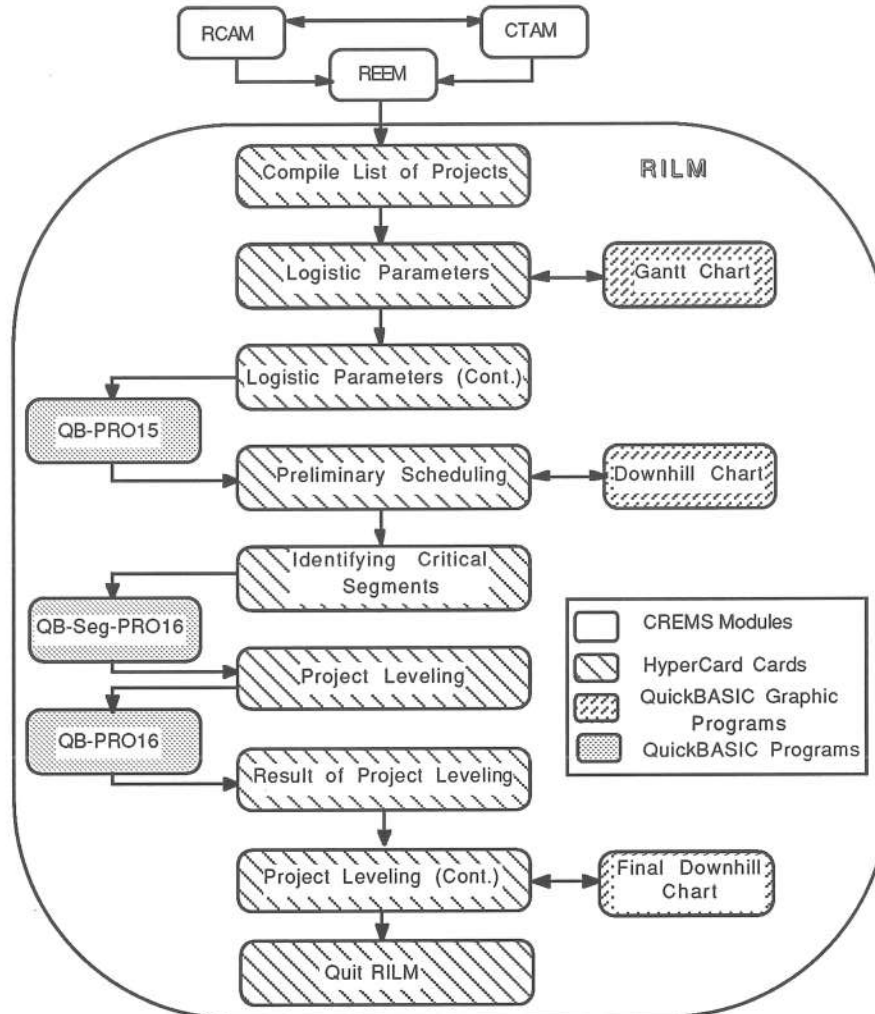 RCAM
CTAM
REEM
RILM
Compile List of Projects
Logistic Parameters
Gantt Chart
Logistic Parameters (Cont.)
QB-PRO15
Preliminary Scheduling
Downhill Chart
Identifying Critical
Segments
QB-Seg-PRO16
Project Leveling
QB-PRO16
Result of Project Leveling
Project Leveling (Cont.)
Final Downhill
Chart
Quit RILM
CREMS Modules
HyperCard Cards
QuickBASIC Graphic
Programs
QuickBASIC Programs